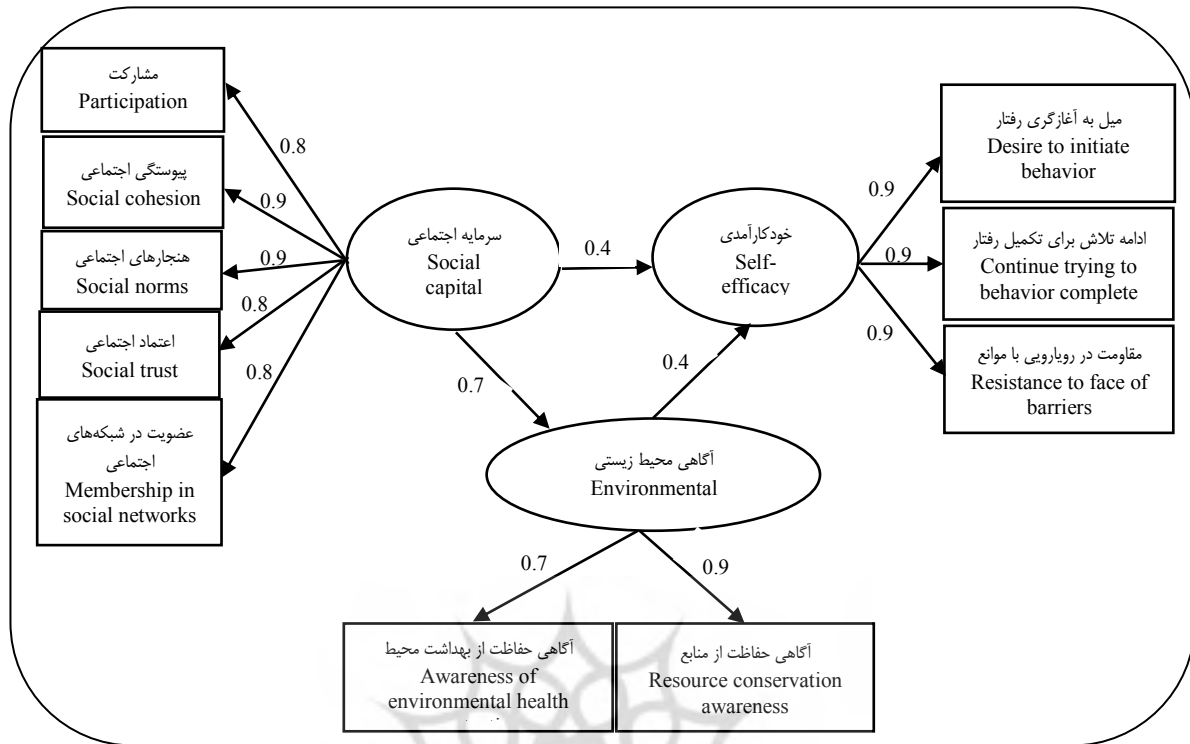 مشارکت
Participation
0.8
پیوستگی اجتماعی
Social cohesion
0.9
هنجارهای اجتماعی
Social norms
0.9
اعتماد اجتماعی
Social trust
0.8
عضویت در شبکه‌های
اجتماعی
Membership in
social networks
0.8
سرمایه اجتماعی
Social
capital
0.4
0.7
خودکارآمدی
Self-
efficacy
0.4
میل به آغازگری رفتار
Desire to initiate
behavior
0.9
ادامه تلاش برای تکمیل رفتار
Continue trying to
behavior complete
0.9
مقاومت در رویارویی با موانع
Resistance to face of
barriers
0.9
آگاهی محیط زیستی
Environmental
0.7
0.9
آگاهی حفاظت از بهداشت محیط
Awareness of
environmental health
آگاهی حفاظت از منابع
Resource conservation
awareness